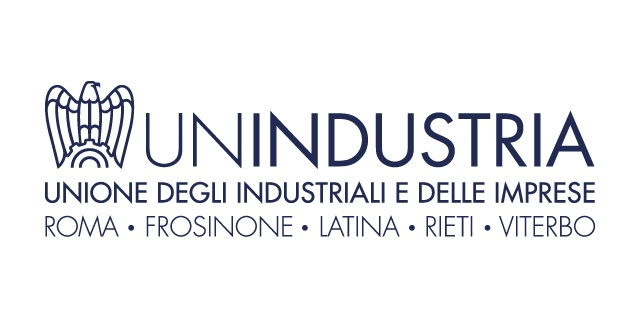 UNINDUSTRIA
UNIONE DEGLI INDUSTRIALI E DELLE IMPRESE
ROMA • FROSINONE • LATINA • RIETI • VITERBO